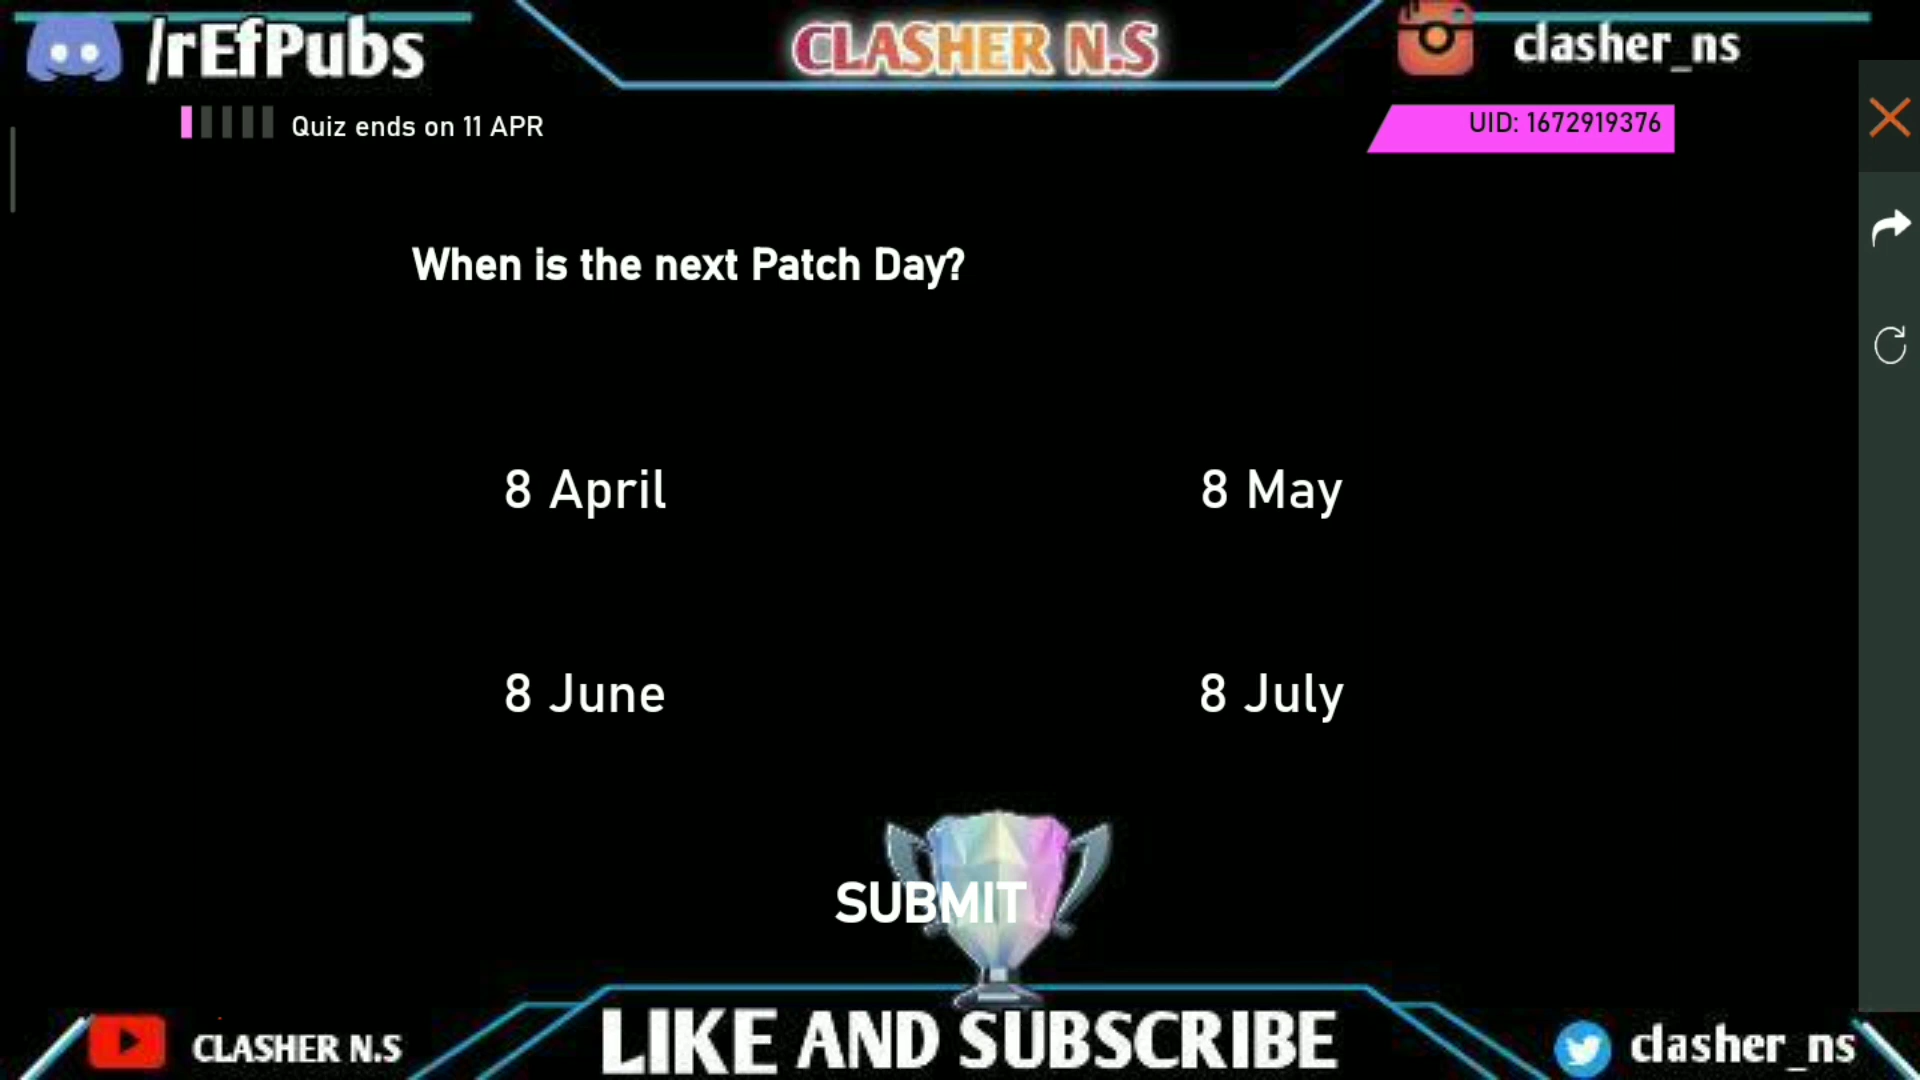 /rEfPubs
CLASHER N.S
clasher_ns
Quiz ends on 11 APR
UID: 1672919376
When is the next Patch Day?
8 April
8 May
8 June
8 July
SUBMIT
CLASHER N.S
LIKE AND SUBSCRIBE
clasher_ns